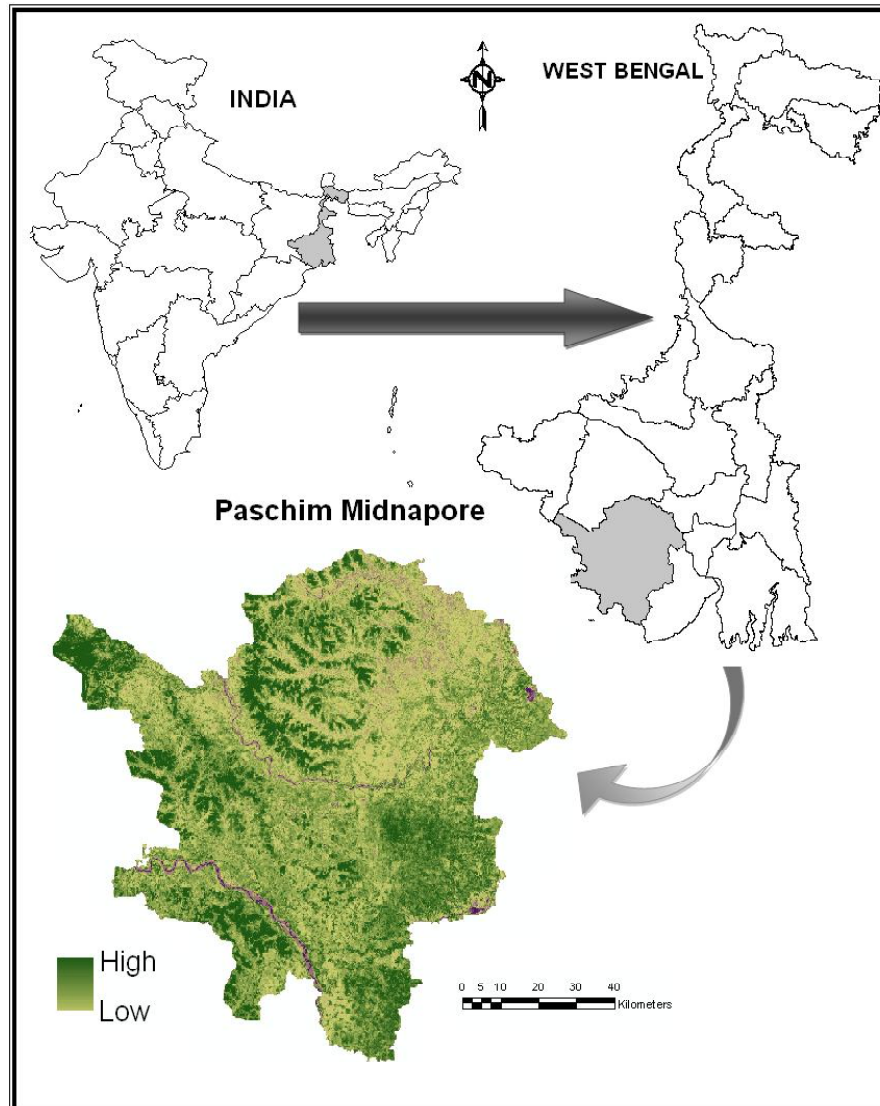 INDIA
N
WEST BENGAL
Paschim Midnapore
High
Low
0 5 10 20 30 40
Kilometers